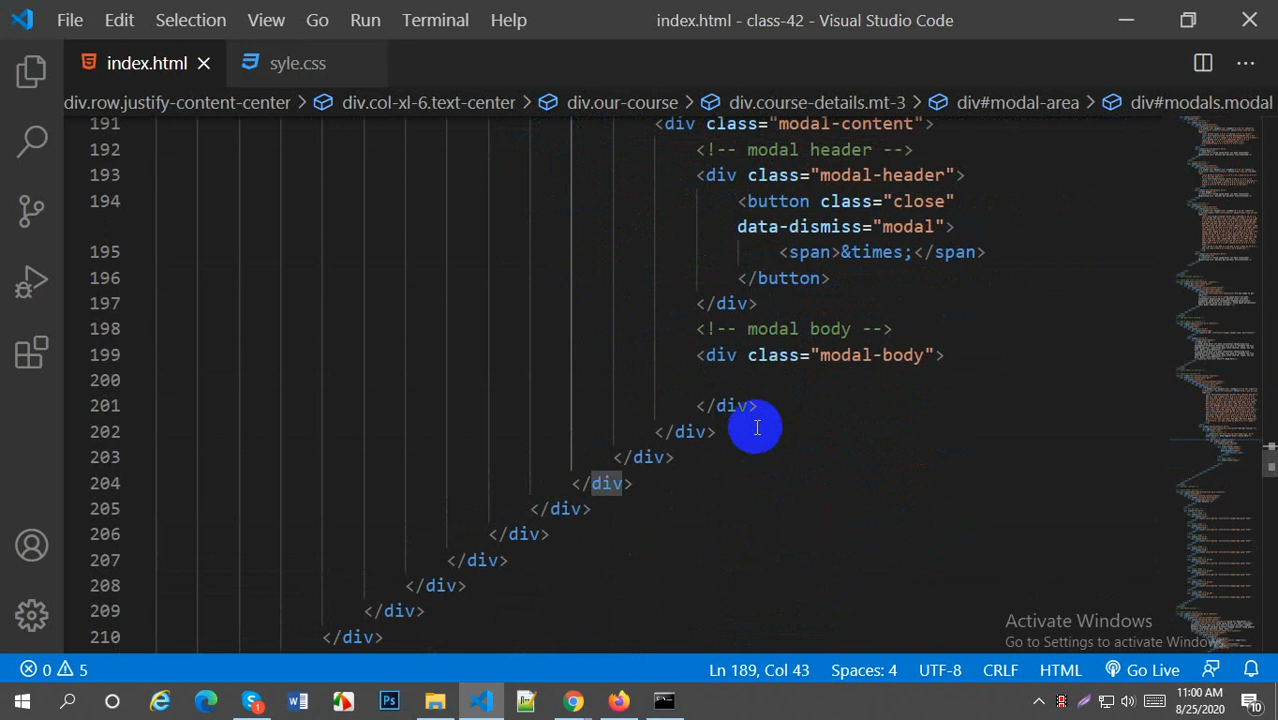 File Edit Selection View Go Run Terminal Help index.html - class-42 - Visual Studio Code
index.html syle.css
div.row.justify-content-center > div.col-xl-6.text-center > div.our-course > div.course-details.mt-3 > div#modal-area > div#modals.modal
191 <div class="modal-content">
192 <!-- modal header -->
193 <div class="modal-header">
194 <button class="close"
data-dismiss="modal">
195 <span>&times;</span>
196 </button>
197 </div>
198 <!-- modal body -->
199 <div class="modal-body">
200
201 </div>
202 </div>
203 </div>
204 </div>
205 </div>
206 </div>
207 </div>
208 </div>
209 </div>
210 </div>
Activate Windows
Go to Settings to activate Windows.
0 5 Ln 189, Col 43 Spaces: 4 UTF-8 CRLF HTML Go Live
11:00 AM
8/25/2020